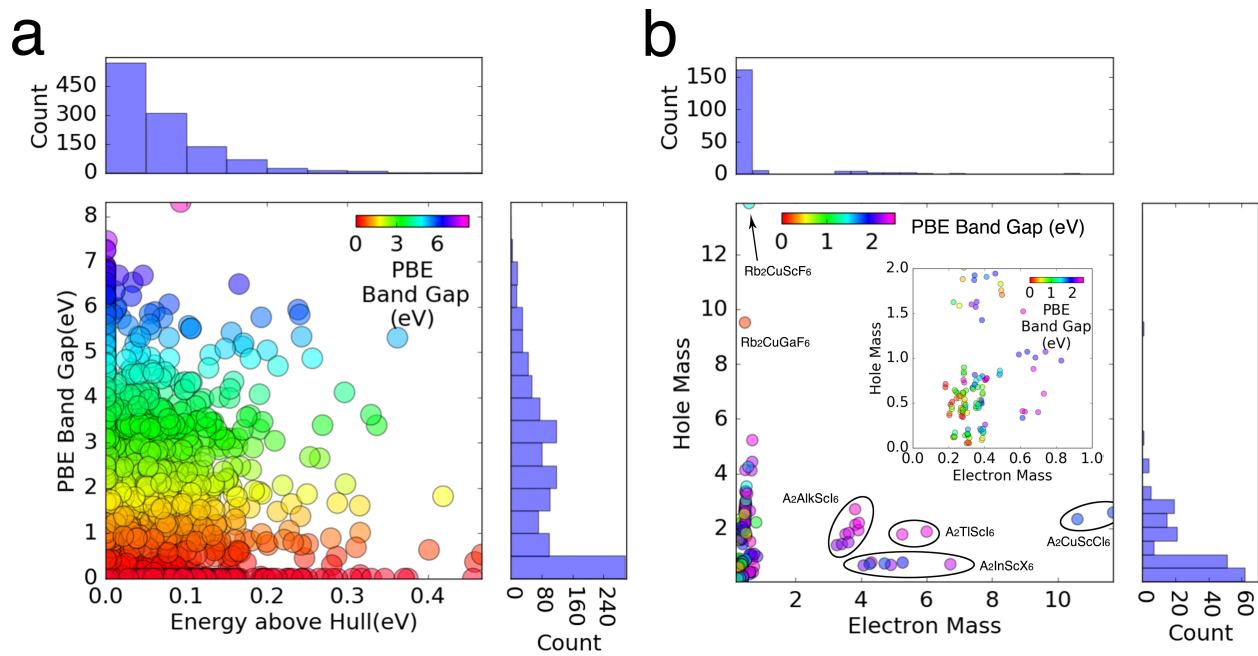 a
Count
450
300
150
0
PBE Band Gap(eV)
8
7
6
5
4
3
2
1
0
0 3 6
PBE
Band Gap
(eV)
0.0 0.1 0.2 0.3 0.4
Energy above Hull(eV)
0 80 160 240
Count
b
Count
150
100
50
0
Hole Mass
12
10
8
6
4
2
0 1 2
PBE Band Gap (eV)
Rb₂CuScF₆
Rb₂CuGaF₆
Hole Mass
2.0
1.5
1.0
0.5
0.0
0 1 2
PBE
Band Gap
(eV)
0.0 0.2 0.4 0.6 0.8 1.0
Electron Mass
A₂AlkScI₆
A₂TlScI₆
A₂CuScCl₆
A₂InScX₆
2 4 6 8 10
Electron Mass
0 20 40 60
Count